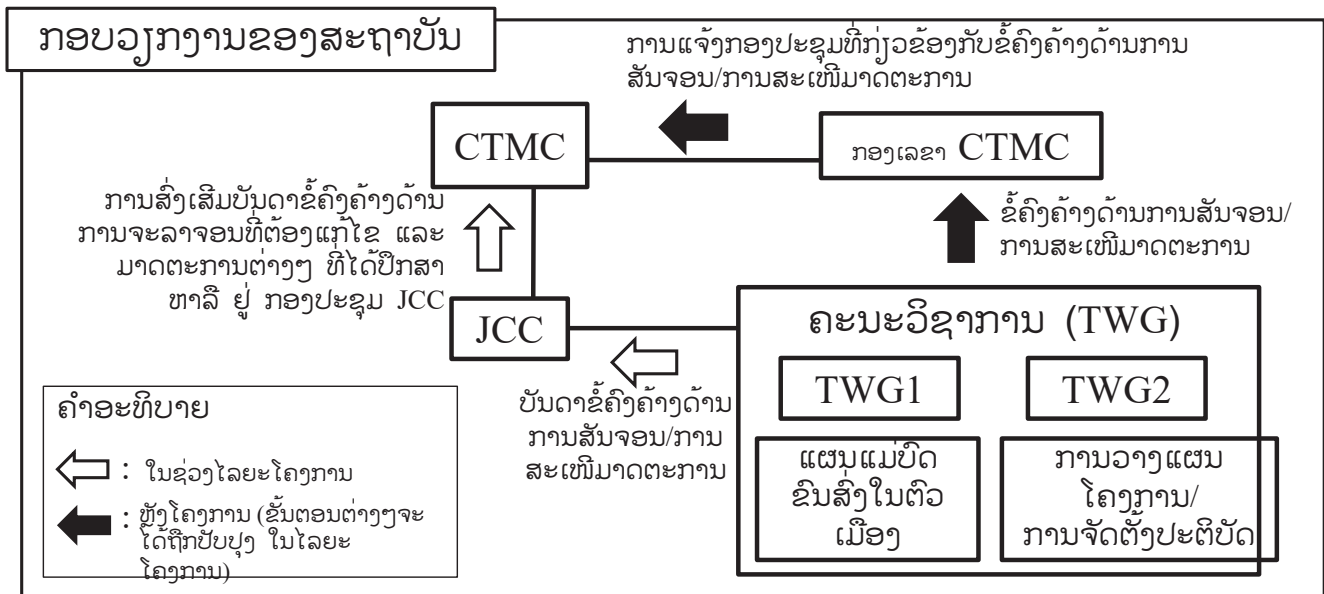 ກອບວຽກງານຂອງສະຖາບັນ
ການແຈ້ງກອງປະຊຸມທີ່ກ່ຽວຂ້ອງກັບຂໍ້ຄົງຄ້າງດ້ານການ
ສັນຈອນ/ການສະເໜີມາດຕະການ
CTMC
ກອງເລຂາ CTMC
ການສົ່ງເສີມບັນດາຂໍ້ຄົງຄ້າງດ້ານ
ການຈະລາຈອນທີ່ຕ້ອງແກ້ໄຂ ແລະ
ມາດຕະການຕ່າງໆ ທີ່ໄດ້ປຶກສາ
ຫາລື ຢູ່ ກອງປະຊຸມ JCC
ຂໍ້ຄົງຄ້າງດ້ານການສັນຈອນ/
ການສະເໜີມາດຕະການ
JCC
ບັນດາຂໍ້ຄົງຄ້າງດ້ານ
ການສັນຈອນ/ການ
ສະເໜີມາດຕະການ
ຄະນະວິຊາການ (TWG)
TWG1
TWG2
ແຜນແມ່ບົດ
ຂົນສົ່ງໃນຕົວ
ເມືອງ
ການວາງແຜນ
ໂຄງການ/
ການຈັດຕັ້ງປະຕິບັດ
ຄຳອະທິບາຍ
: ໃນຊ່ວງໄລຍະໂຄງການ
: ຫຼັງໂຄງການ (ຂັ້ນຕອນຕ່າງໆຈະ
ໄດ້ຖືກປັບປຸງ ໃນໄລຍະ
ໂຄງການ)